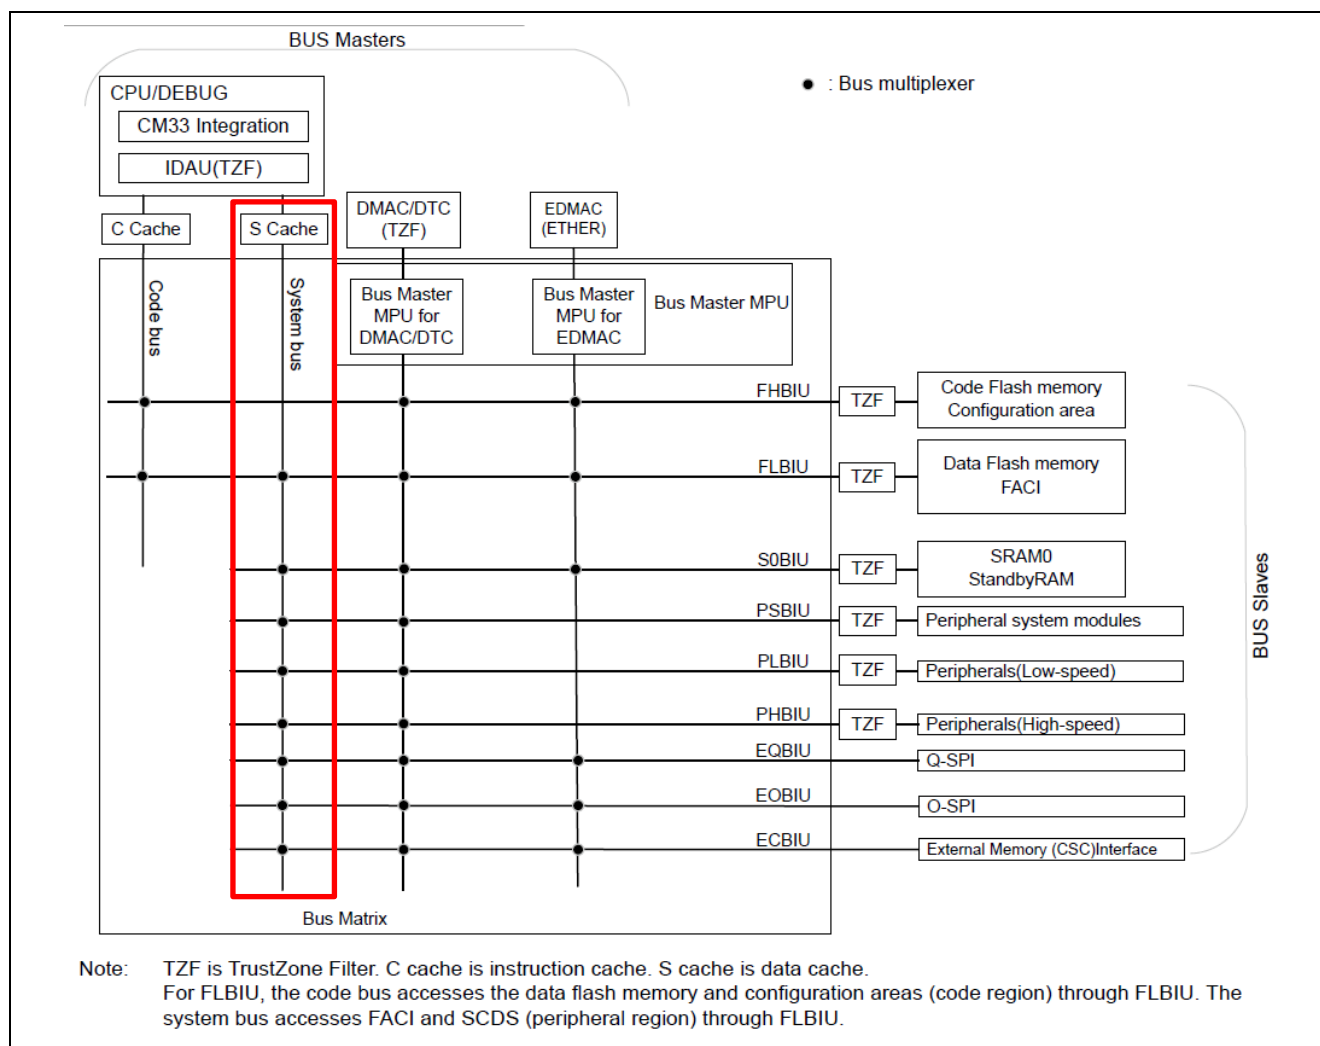 BUS Masters
: Bus multiplexer
CPU/DEBUG
CM33 Integration
IDAU(TZF)
C Cache
S Cache
DMAC/DTC
(TZF)
EDMAC
(ETHER)
Code bus
System bus
Bus Master
MPU for
DMAC/DTC
Bus Master
MPU for
EDMAC
Bus Master MPU
FHBIU
TZF
Code Flash memory
Configuration area
FLBIU
TZF
Data Flash memory
FACI
S0BIU
TZF
SRAM0
StandbyRAM
PSBIU
TZF
Peripheral system modules
PLBIU
TZF
Peripherals(Low-speed)
PHBIU
TZF
Peripherals(High-speed)
EQBIU
Q-SPI
EOBIU
O-SPI
ECBIU
External Memory (CSC)Interface
BUS Slaves
Bus Matrix
Note: TZF is TrustZone Filter. C cache is instruction cache. S cache is data cache.
For FLBIU, the code bus accesses the data flash memory and configuration areas (code region) through FLBIU. The
system bus accesses FACI and SCDS (peripheral region) through FLBIU.